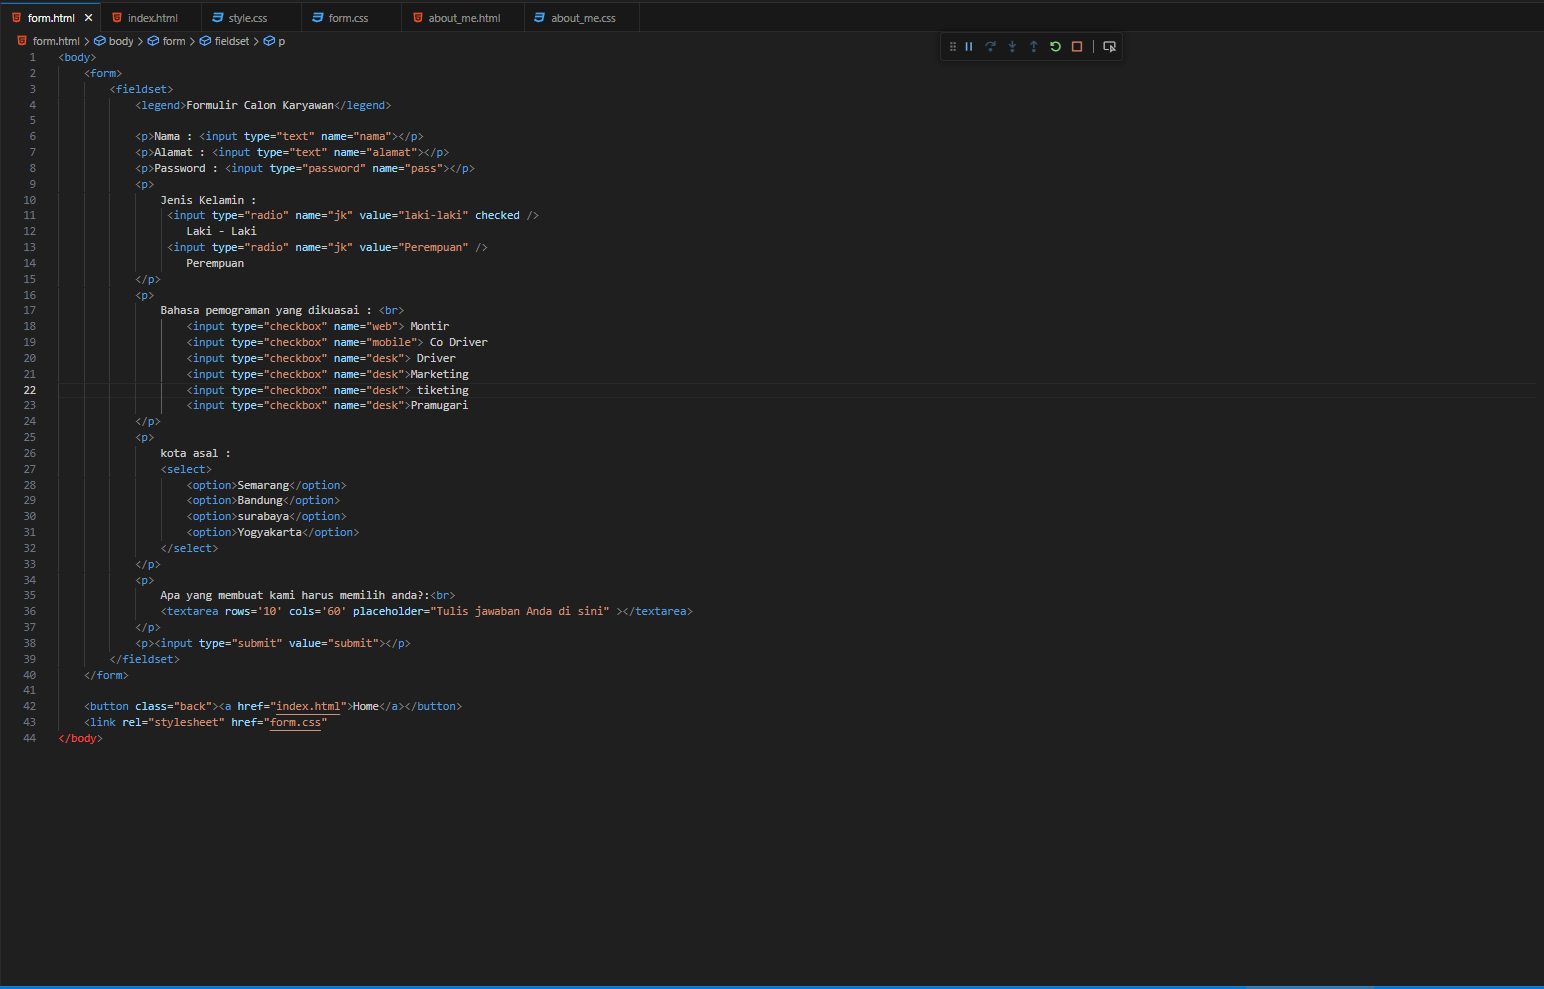 form.html index.html style.css form.css about_me.html about_me.css
form.html > body > form > fieldset > p
1 <body>
2 <form>
3 <fieldset>
4 <legend>Formulir Calon Karyawan</legend>
5
6 <p>Nama : <input type="text" name="nama"></p>
7 <p>Alamat : <input type="text" name="alamat"></p>
8 <p>Password : <input type="password" name="pass"></p>
9 <p>
10 Jenis Kelamin :
11 <input type="radio" name="jk" value="laki-laki" checked />
12 Laki - Laki
13 <input type="radio" name="jk" value="Perempuan" />
14 Perempuan
15 </p>
16 <p>
17 Bahasa pemograman yang dikuasai : <br>
18 <input type="checkbox" name="web"> Montir
19 <input type="checkbox" name="mobile"> Co Driver
20 <input type="checkbox" name="desk"> Driver
21 <input type="checkbox" name="desk">Marketing
22 <input type="checkbox" name="desk"> tiketing
23 <input type="checkbox" name="desk">Pramugari
24 </p>
25 <p>
26 kota asal :
27 <select>
28 <option>Semarang</option>
29 <option>Bandung</option>
30 <option>surabaya</option>
31 <option>Yogyakarta</option>
32 </select>
33 </p>
34 <p>
35 Apa yang membuat kami harus memilih anda?:<br>
36 <textarea rows='10' cols='60' placeholder="Tulis jawaban Anda di sini" ></textarea>
37 </p>
38 <p><input type="submit" value="submit"></p>
39 </fieldset>
40 </form>
41
42 <button class="back"><a href="index.html">Home</a></button>
43 <link rel="stylesheet" href="form.css"
44 </body>